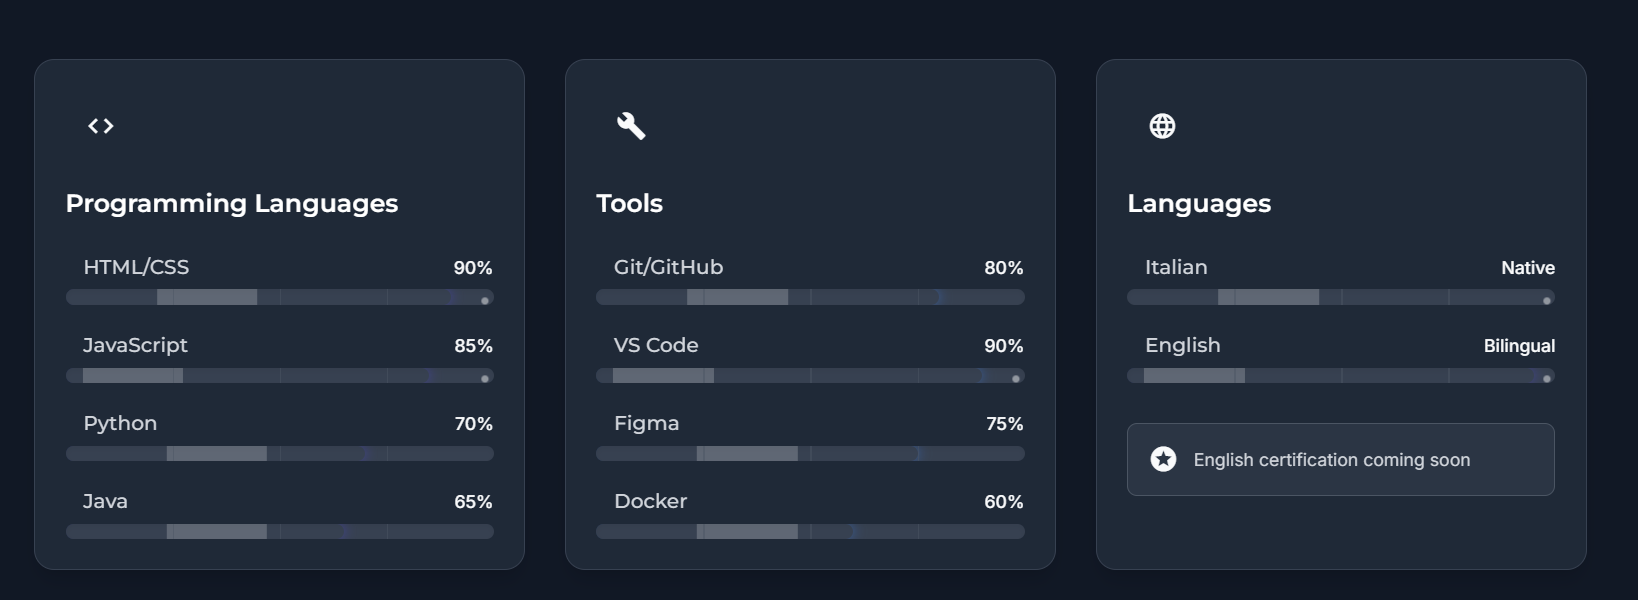 Programming Languages
HTML/CSS 90%
JavaScript 85%
Python 70%
Java 65%
Tools
Git/GitHub 80%
VS Code 90%
Figma 75%
Docker 60%
Languages
Italian Native
English Bilingual
English certification coming soon